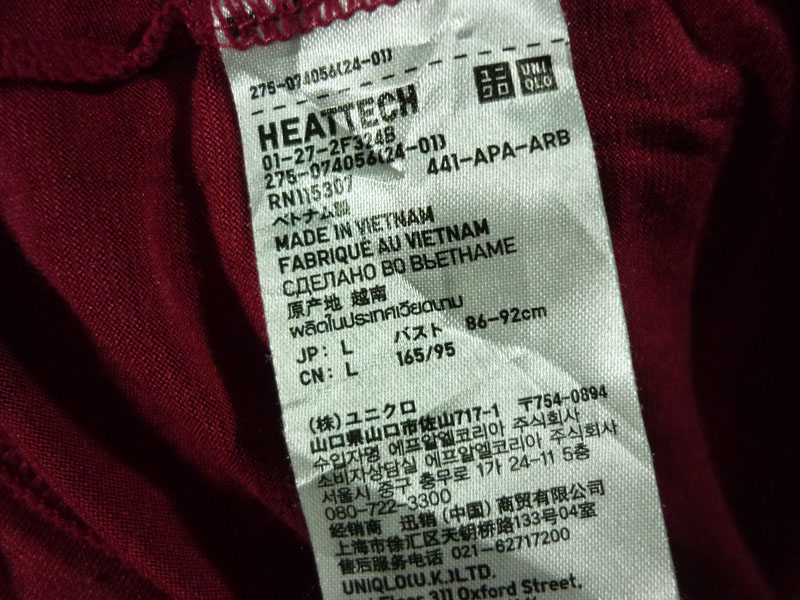 275-074056(24-01)
ユニクロ UNIQLO
HEATTECH
01-27-2F324B
275-074056(24-01) 441-APA-ARB
RN115307
ベトナム製
MADE IN VIETNAM
FABRIQUE AU VIETNAM
СДЕЛАНО ВО ВЬЕТНАМЕ
原产地 越南
ผลิตในประเทศเวียดนาม
JP: L バスト 86-92cm
CN: L 165/95
(株)ユニクロ
山口県山口市佐山717-1 〒754-0894
수입자명 에프알엘코리아 주식회사
소비자상담실 에프알엘코리아 주식회사
서울시 중구 충무로 1가 24-11 5층
080-722-3300
经销商 迅销 (中国) 商贸有限公司
上海市徐汇区天钥桥路133号04室
售后服务电话 021-62717200
UNIQLO(U.K.)LTD.
311 Oxford Street,